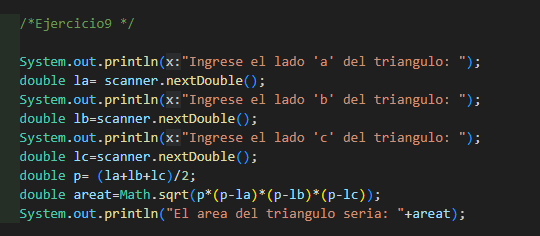 /*Ejercicio9 */
System.out.println(x:"Ingrese el lado 'a' del triangulo: ");
double la= scanner.nextDouble();
System.out.println(x:"Ingrese el lado 'b' del triangulo: ");
double lb=scanner.nextDouble();
System.out.println(x:"Ingrese el lado 'c' del triangulo: ");
double lc=scanner.nextDouble();
double p= (la+lb+lc)/2;
double areat=Math.sqrt(p*(p-la)*(p-lb)*(p-lc));
System.out.println("El area del triangulo seria: "+areat);